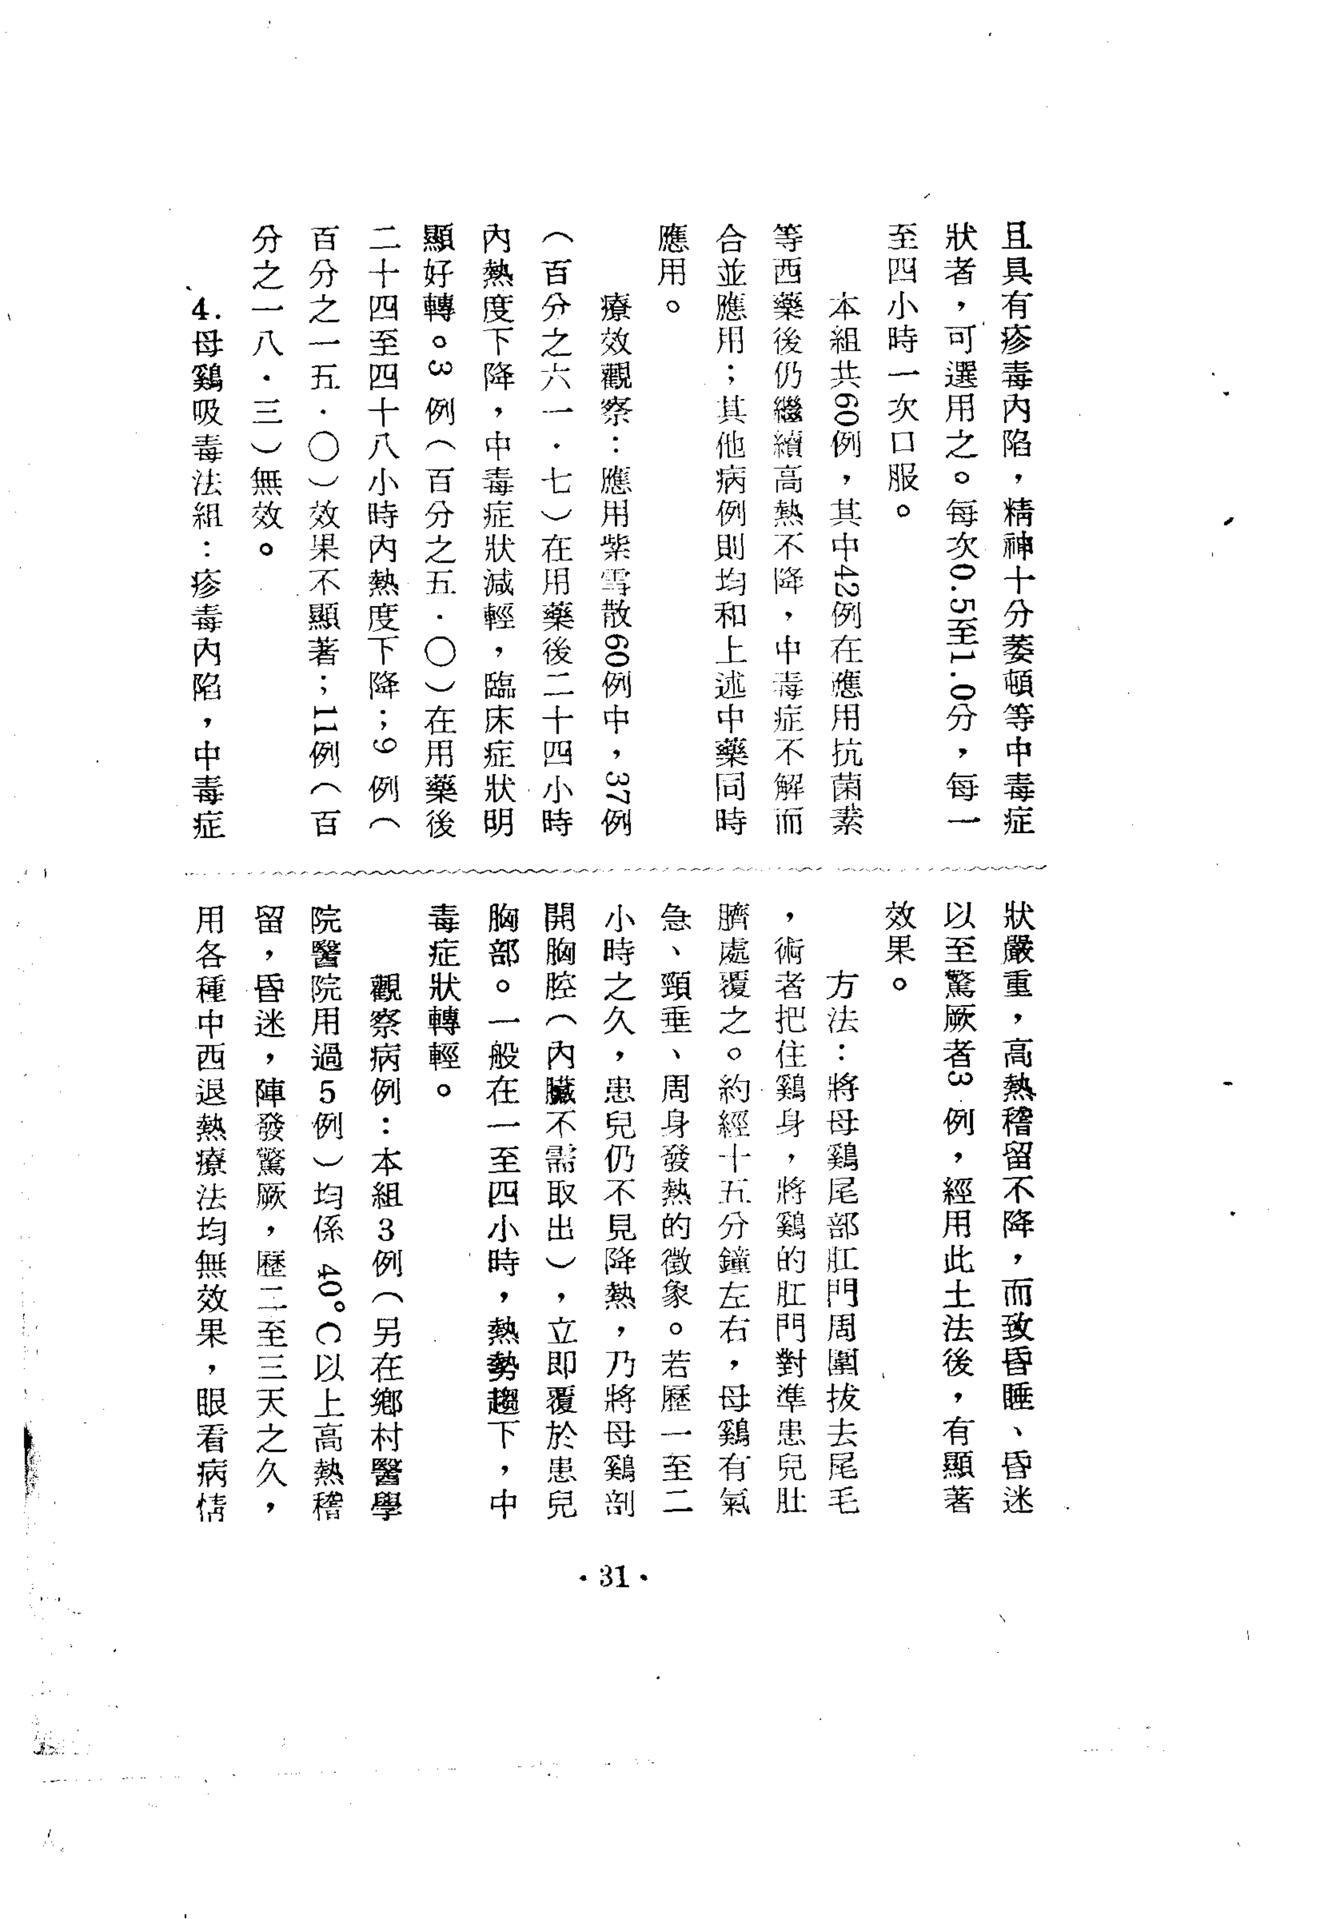 且具有疹毒內陷，精神十分萎頓等中毒症
狀者，可選用之。每次0.5至1.0分，每一
至四小時一次口服。
本組共60例，其中42例在應用抗菌素
等西藥後仍繼續高熱不降，中毒症不解而
合並應用；其他病例則均和上述中藥同時
應用。
療效觀察：應用紫雪散60例中，37例
（百分之六一．七）在用藥後二十四小時
內熱度下降，中毒症狀減輕，臨床症狀明
顯好轉。3例（百分之五．〇）在用藥後
二十四至四十八小時內熱度下降；9例（
百分之一五．〇）效果不顯著；11例（百
分之一八．三）無效。
4.母鷄吸毒法組：疹毒內陷，中毒症
狀嚴重，高熱稽留不降，而致昏睡、昏迷
以至驚厥者3例，經用此土法後，有顯著
效果。
方法：將母鷄尾部肛門周圍拔去尾毛
，術者把住鷄身，將鷄的肛門對準患兒肚
臍處覆之。約經十五分鐘左右，母鷄有氣
急、頸垂、周身發熱的徵象。若歷一至二
小時之久，患兒仍不見降熱，乃將母鷄剖
開胸腔（內臟不需取出），立即覆於患兒
胸部。一般在一至四小時，熱勢趨下，中
毒症狀轉輕。
觀察病例：本組3例（另在鄉村醫學
院醫院用過5例）均係40°C以上高熱稽
留，昏迷，陣發驚厥，歷二至三天之久，
用各種中西退熱療法均無效果，眼看病情
·31·